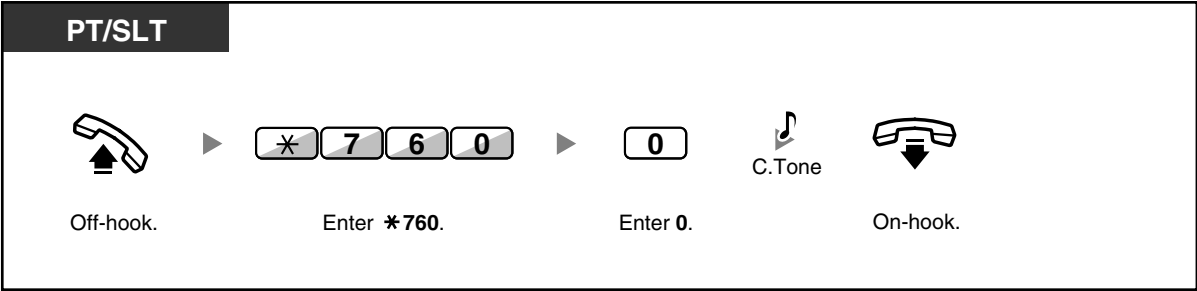 PT/SLT
* 7 6 0
0
C.Tone
Off-hook.
Enter *760.
Enter 0.
On-hook.